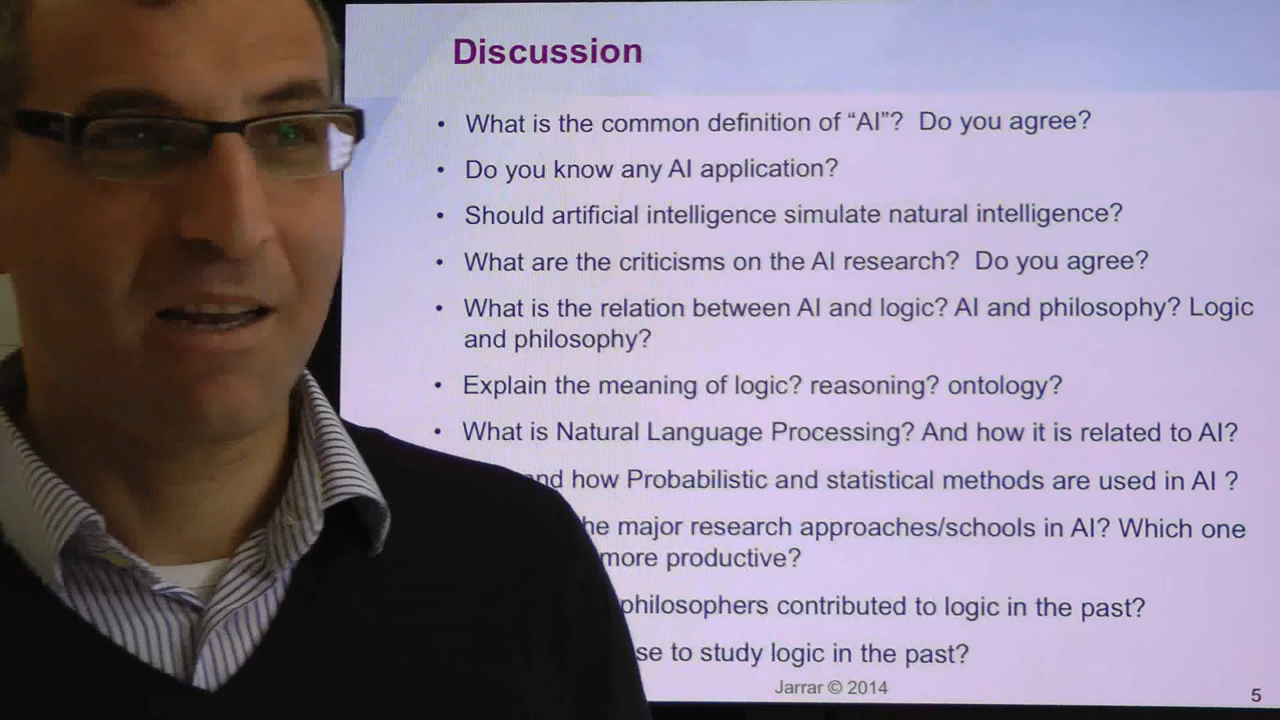 Discussion
• What is the common definition of “AI”? Do you agree?
• Do you know any AI application?
• Should artificial intelligence simulate natural intelligence?
• What are the criticisms on the AI research? Do you agree?
• What is the relation between AI and logic? AI and philosophy? Logic
and philosophy?
• Explain the meaning of logic? reasoning? ontology?
• What is Natural Language Processing? And how it is related to AI?
and how Probabilistic and statistical methods are used in AI ?
major research approaches/schools in AI? Which one
more productive?
philosophers contributed to logic in the past?
to study logic in the past?
Jarrar © 2014
5